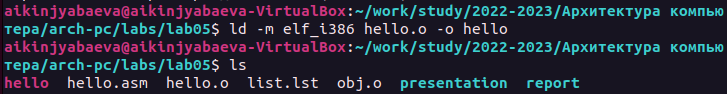 aikinjyabaeva@aikinjyabaeva-VirtualBox:~/work/study/2022-2023/Архитектура компью
тера/arch-pc/labs/lab05$ ld -m elf_i386 hello.o -o hello
aikinjyabaeva@aikinjyabaeva-VirtualBox:~/work/study/2022-2023/Архитектура компью
тера/arch-pc/labs/lab05$ ls
hello  hello.asm  hello.o  list.lst  obj.o  presentation  report